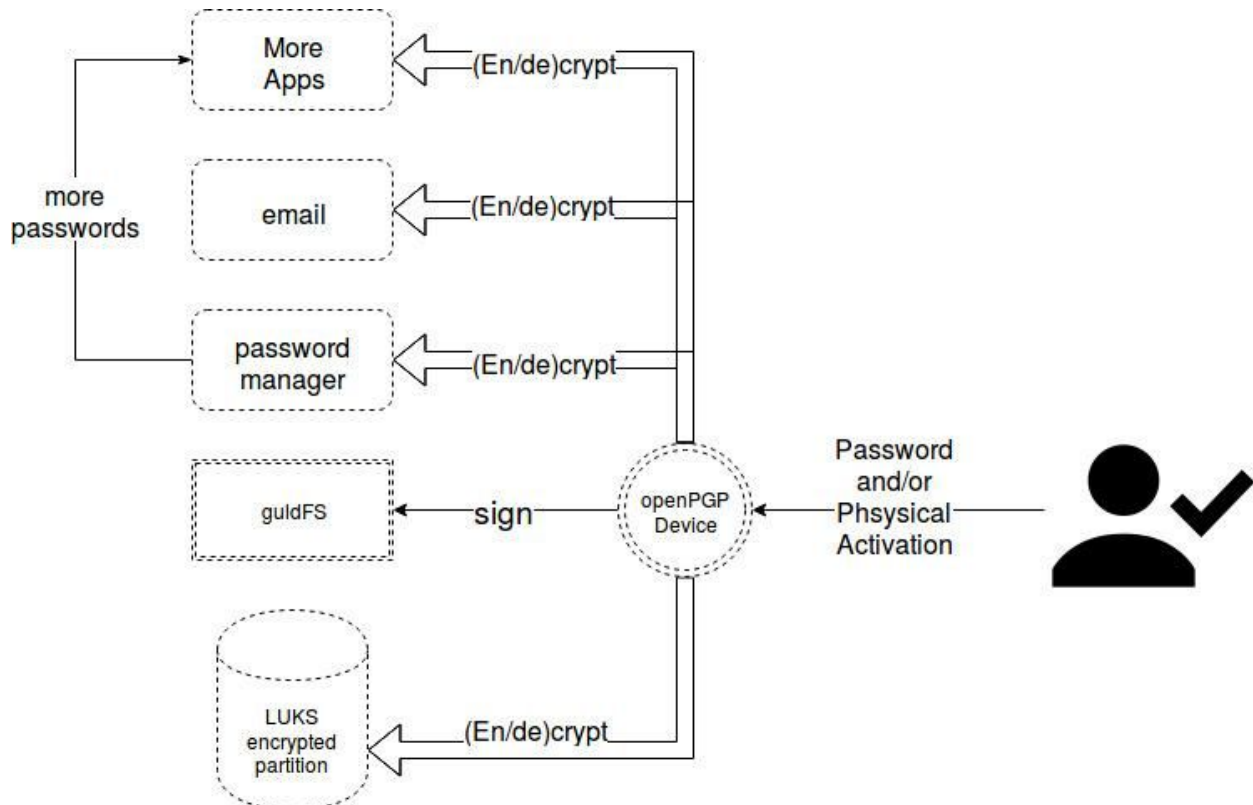 More
Apps
(En/de)crypt
more
passwords
email
(En/de)crypt
password
manager
(En/de)crypt
guldFS
sign
openPGP
Device
Password
and/or
Phsysical
Activation
LUKS
encrypted
partition
(En/de)crypt